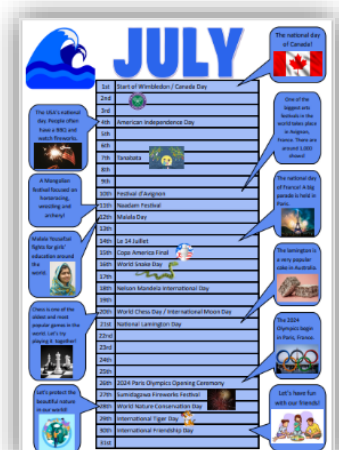 JULY
The national day
of Canada!
1st Start of Wimbledon / Canada Day
2nd
3rd
4th American Independence Day
5th
6th
7th Tanabata
8th
9th
10th Festival d'Avignon
11th Naadam Festival
12th Malala Day
13th
14th Le 14 Juillet
15th Copa America Final
16th World Snake Day
17th
18th Nelson Mandela International Day
19th
20th World Chess Day / International Moon Day
21st National Lamington Day
22nd
23rd
24th
25th
26th 2024 Paris Olympics Opening Ceremony
27th Sumidagawa Fireworks Festival
28th World Nature Conservation Day
29th International Tiger Day
30th International Friendship Day
31st
The USA's national
day. People often
have a BBQ and
watch fireworks.
A Mongolian
festival focused on
horseracing,
wrestling and
archery!
Malala Yousafzai
fights for girls'
education around
the
world.
Chess is one of the
oldest and most
popular games in the
world. Let's try
playing it together!
Let's protect the
beautiful nature
in our world!
One of the
biggest arts
festivals in the
world takes place
in Avignon,
France. There are
around 1,500
shows!
The national day
of France! A big
parade is held in
Paris.
The lamington is
a very popular
cake in Australia.
The 2024
Olympics begin
in Paris, France.
Let's have fun
with our friends!